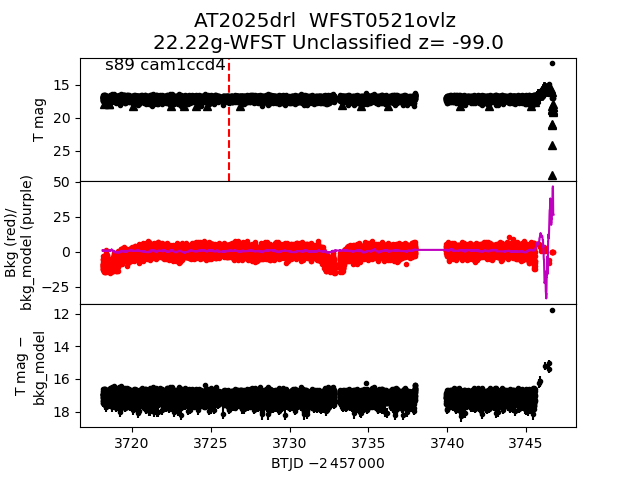 AT2025drl  WFST0521ovlz
22.22g-WFST Unclassified z= -99.0
s89 cam1ccd4
T mag
15
20
25
Bkg (red)/
bkg_model (purple)
50
25
0
−25
T mag −
bkg_model
12
14
16
18
3720 3725 3730 3735 3740 3745
BTJD −2 457 000